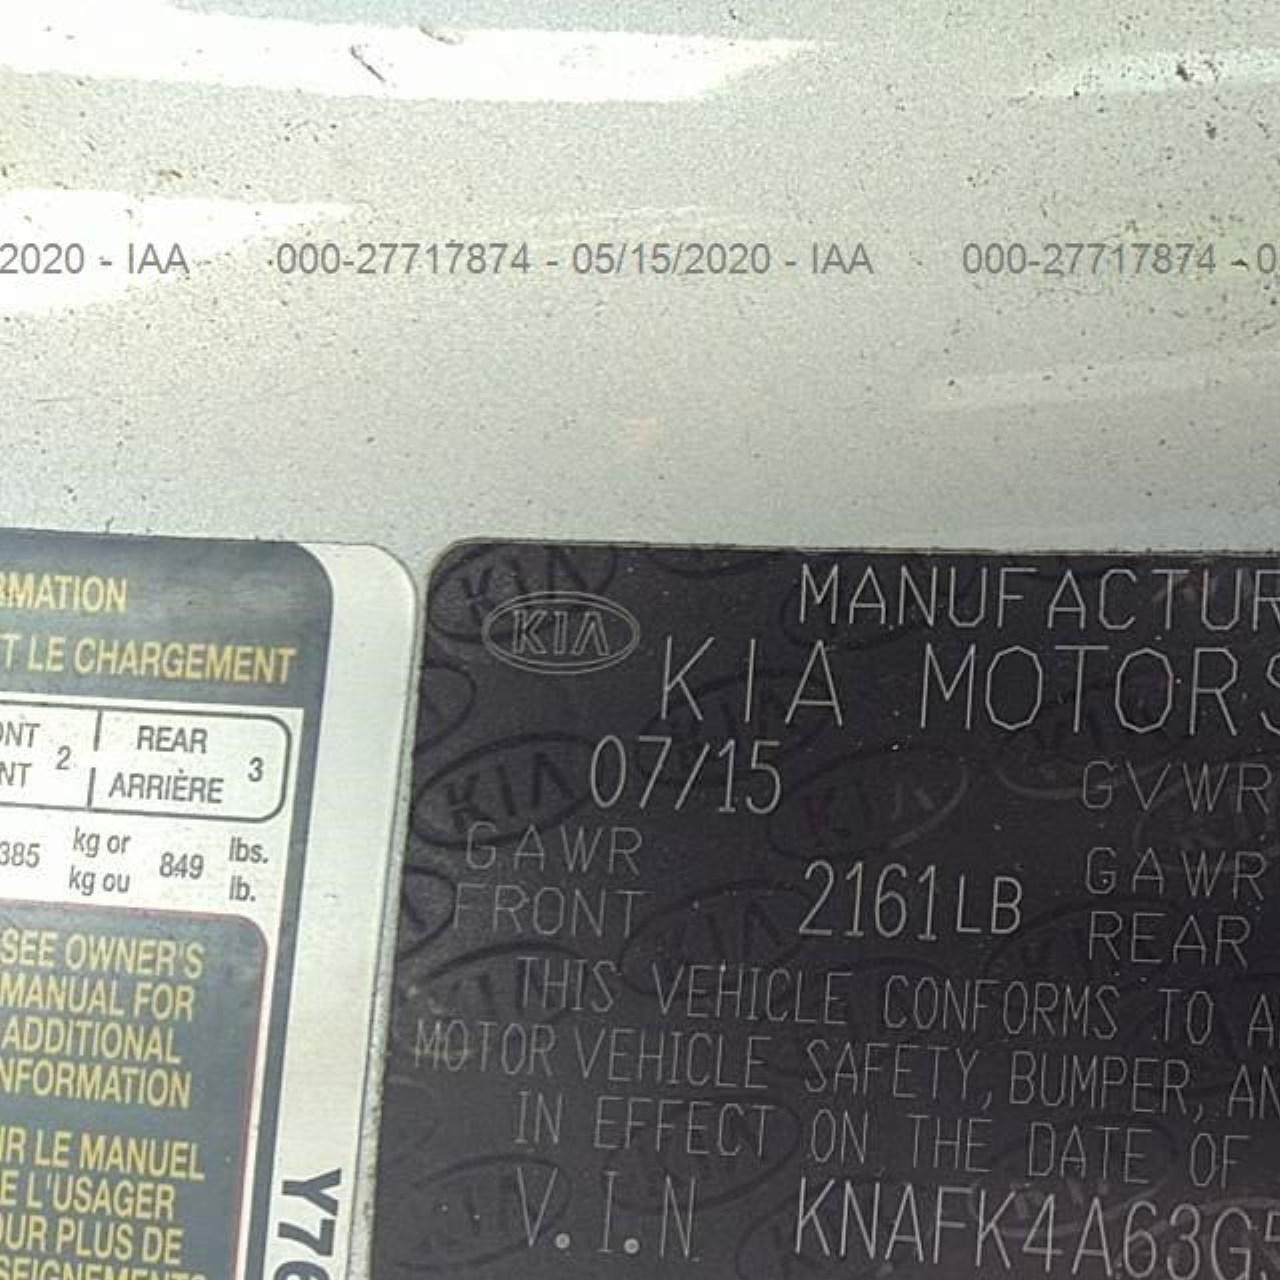 2020 - IAA 000-27717874 - 05/15/2020 - IAA 000-27717874 - 0
RMATION
T LE CHARGEMENT
ONT 2 REAR 3
NT ARRIÈRE
385 kg or 849 lbs.
kg ou lb.
SEE OWNER'S
MANUAL FOR
ADDITIONAL
NFORMATION
IR LE MANUEL
E L'USAGER
OUR PLUS DE
SEIGNEMENTS
Y76
KIA
MANUFACTUR
KIA MOTORS
07/15 GVWR
GAWR 2161LB GAWR
FRONT REAR
THIS VEHICLE CONFORMS TO A
MOTOR VEHICLE SAFETY, BUMPER, AN
IN EFFECT ON THE DATE OF
V.I.N KNAFK4A63G5